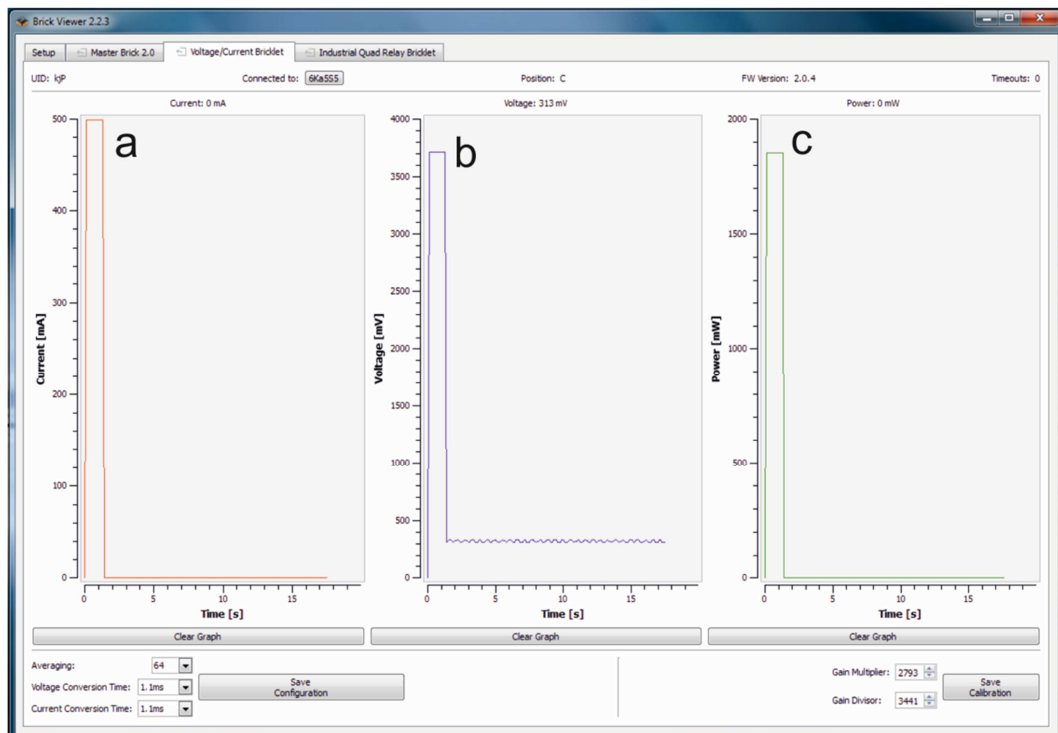 Brick Viewer 2.2.3
Setup Master Brick 2.0 Voltage/Current Bricklet Industrial Quad Relay Bricklet
UID: kjP Connected to: 6Ka5S5 Position: C FW Version: 2.0.4 Timeouts: 0
Current: 0 mA Voltage: 313 mV Power: 0 mW
a
500
400
300
200
100
0
Current [mA]
0 5 10 15
Time [s]
b
4000
3500
3000
2500
2000
1500
1000
500
0
Voltage [mV]
0 5 10 15
Time [s]
c
2000
1500
1000
500
0
Power [mW]
0 5 10 15
Time [s]
Clear Graph Clear Graph Clear Graph
Averaging: 64
Voltage Conversion Time: 1.1ms
Current Conversion Time: 1.1ms
Save
Configuration
Gain Multiplier: 2793
Gain Divisor: 3441
Save
Calibration